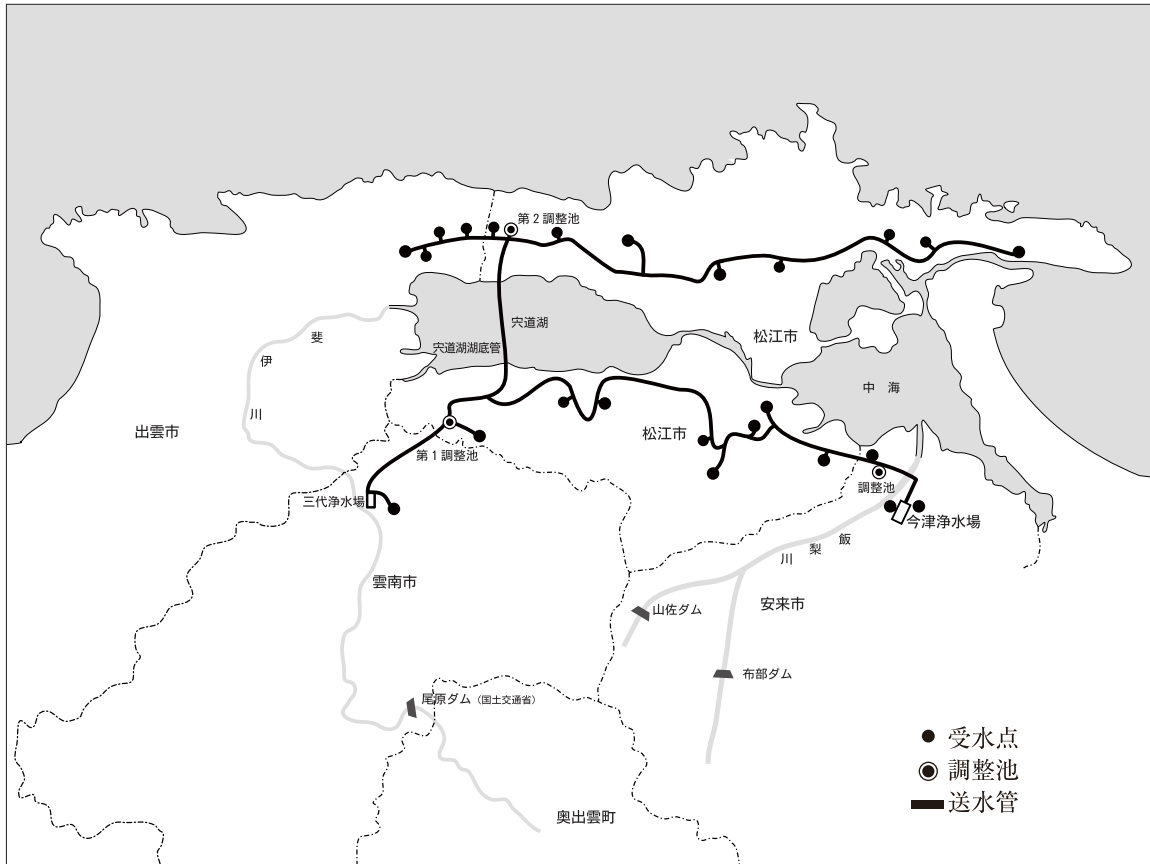 第2調整池
宍道湖
斐
伊
川
宍道湖湖底管
松江市
中 海
出雲市
松江市
第1調整池
三代浄水場
調整池
今津浄水場
飯
梨
川
雲南市
安来市
山佐ダム
布部ダム
尾原ダム（国土交通省）
奥出雲町
受水点
調整池
送水管